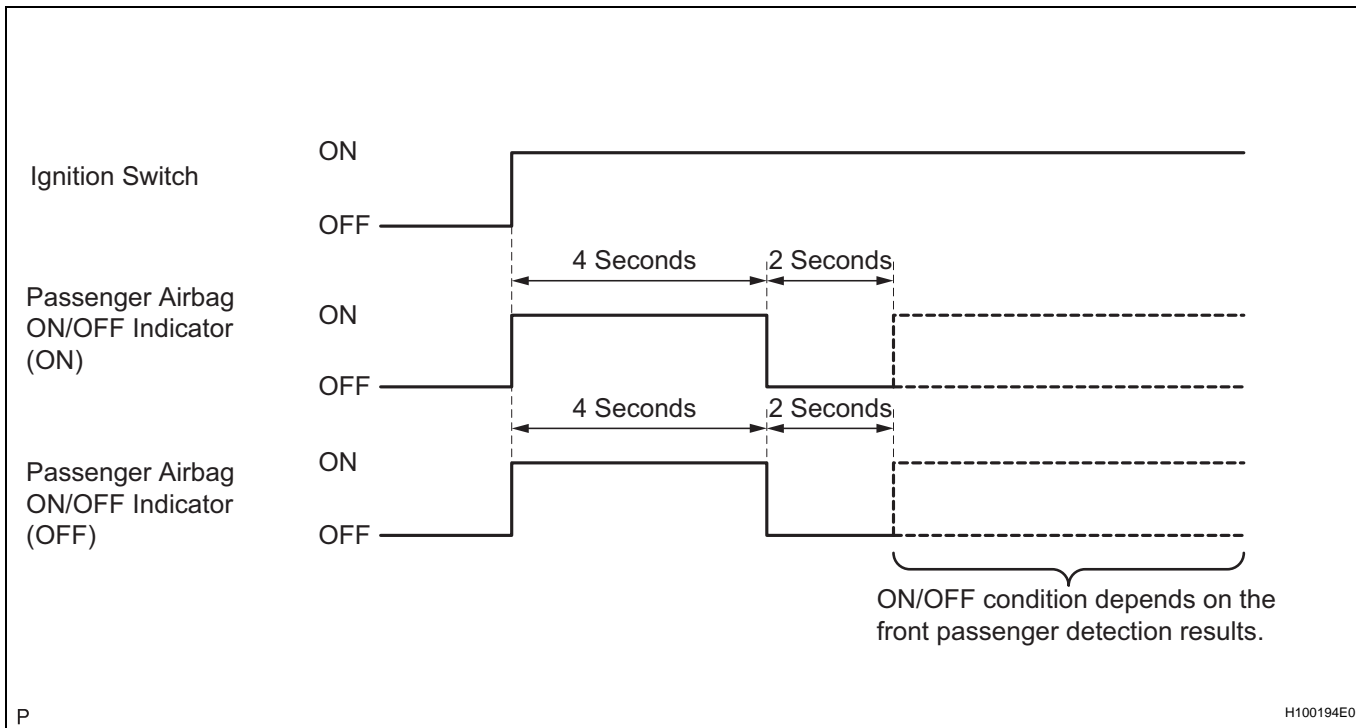 ON
Ignition Switch
OFF
4 Seconds 2 Seconds
Passenger Airbag
ON/OFF Indicator
(ON)
ON
OFF
4 Seconds 2 Seconds
Passenger Airbag
ON/OFF Indicator
(OFF)
ON
OFF
ON/OFF condition depends on the
front passenger detection results.
P
H100194E0